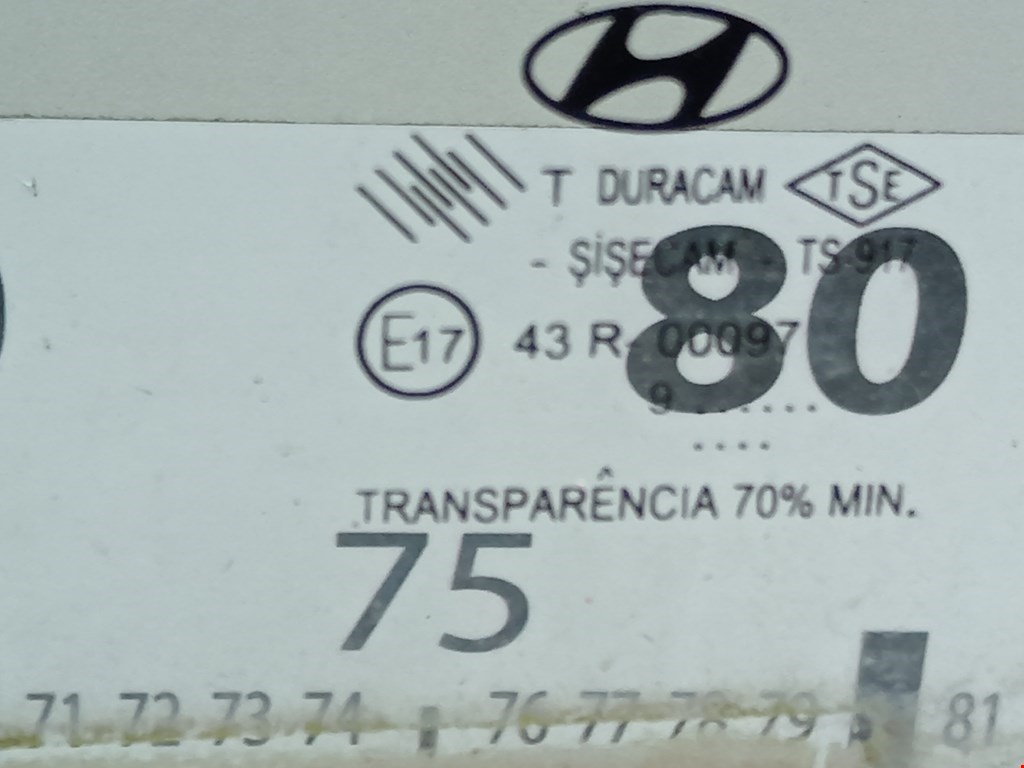 T DURACAM TSE
- ŞİŞECAM - TS 917
E17 43 R- 00097
80
9 ......
....
TRANSPARÊNCIA 70% MIN.
75
71 72 73 74 76 77 78 79 81